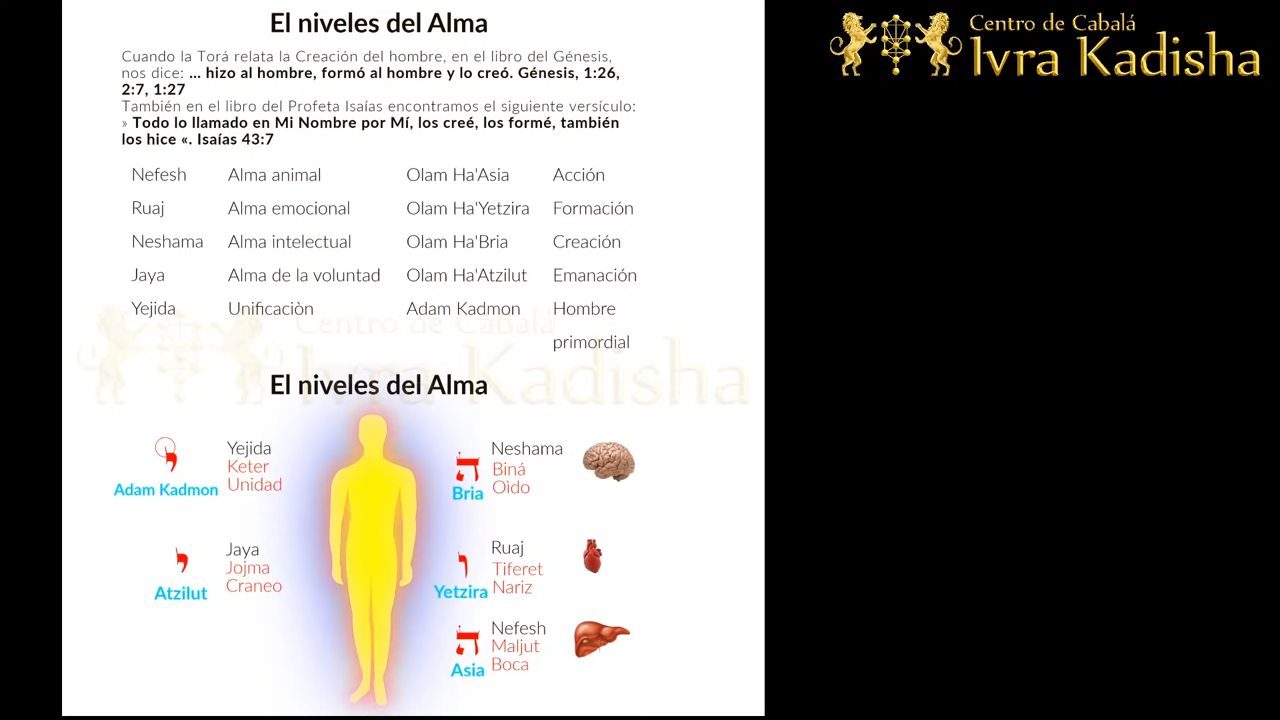 El niveles del Alma
Centro de Cabalá
Ivra Kadisha
Cuando la Torá relata la Creación del hombre, en el libro del Génesis,
nos dice: ... hizo al hombre, formó al hombre y lo creó. Génesis, 1:26,
2:7, 1:27
También en el libro del Profeta Isaías encontramos el siguiente versículo:
» Todo lo llamado en Mi Nombre por Mí, los creé, los formé, también
los hice «. Isaías 43:7
Nefesh Alma animal Olam Ha'Asia Acción
Ruaj Alma emocional Olam Ha'Yetzira Formación
Neshama Alma intelectual Olam Ha'Bria Creación
Jaya Alma de la voluntad Olam Ha'Atzilut Emanación
Yejida Unificaciòn Adam Kadmon Hombre
primordial
Centro de Cabalá
Ivra Kadisha
El niveles del Alma
י
Adam Kadmon
Yejida
Keter
Unidad
ה
Bria
Neshama
Biná
Oìdo
י
Atzilut
Jaya
Jojma
Craneo
ו
Yetzira
Ruaj
Tiferet
Nariz
ה
Asia
Nefesh
Maljut
Boca